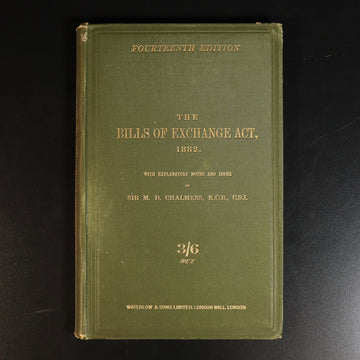 FOURTEENTH EDITION
THE
BILLS OF EXCHANGE ACT,
1882.
WITH EXPLANATORY NOTES AND INDEX
BY
SIR M. D. CHALMERS, K.C.B., C.S.I.
3/6
NET
WATERLOW & SONS LIMITED, LONDON WALL, LONDON.